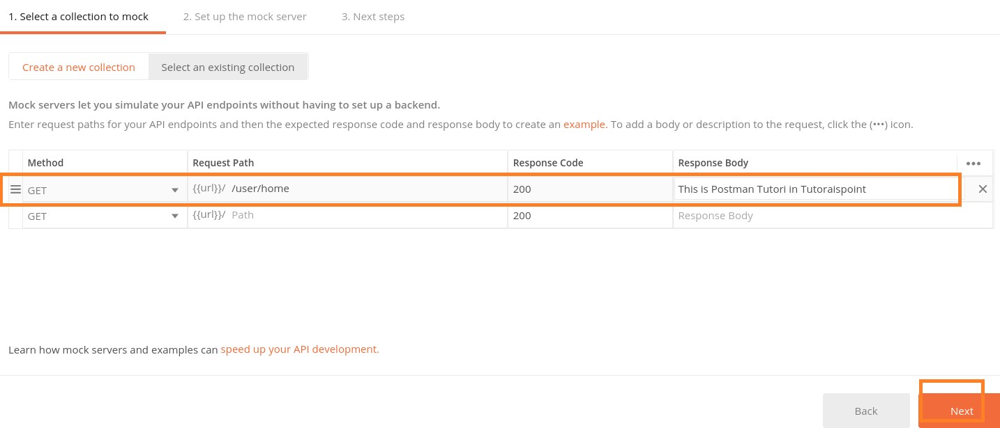 1. Select a collection to mock 2. Set up the mock server 3. Next steps
Create a new collection Select an existing collection
Mock servers let you simulate your API endpoints without having to set up a backend.
Enter request paths for your API endpoints and then the expected response code and response body to create an example. To add a body or description to the request, click the (•••) icon.
Method Request Path Response Code Response Body •••
GET {{url}}/ /user/home 200 This is Postman Tutori in Tutoraispoint
GET {{url}}/ Path 200 Response Body
Learn how mock servers and examples can speed up your API development.
Back Next